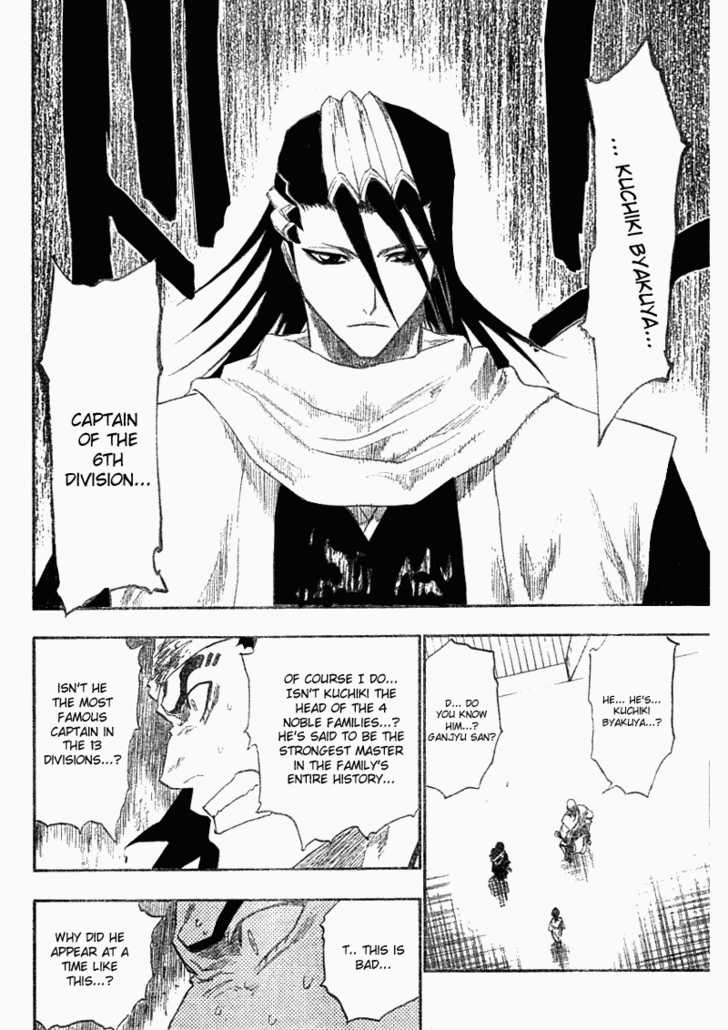 ... KUCHIKI BYAKUYA...
CAPTAIN
OF THE
6TH
DIVISION...
HE... HE'S...
KUCHIKI
BYAKUYA...?
D... DO
YOU KNOW
HIM...?
GANJYU SAN?
OF COURSE I DO...
ISN'T KUCHIKI THE
HEAD OF THE 4
NOBLE FAMILIES...?
HE'S SAID TO BE THE
STRONGEST MASTER
IN THE FAMILY'S
ENTIRE HISTORY...
ISN'T HE
THE MOST
FAMOUS
CAPTAIN IN
THE 13
DIVISIONS...?
T.. THIS IS
BAD...
WHY DID HE
APPEAR AT A
TIME LIKE
THIS...?